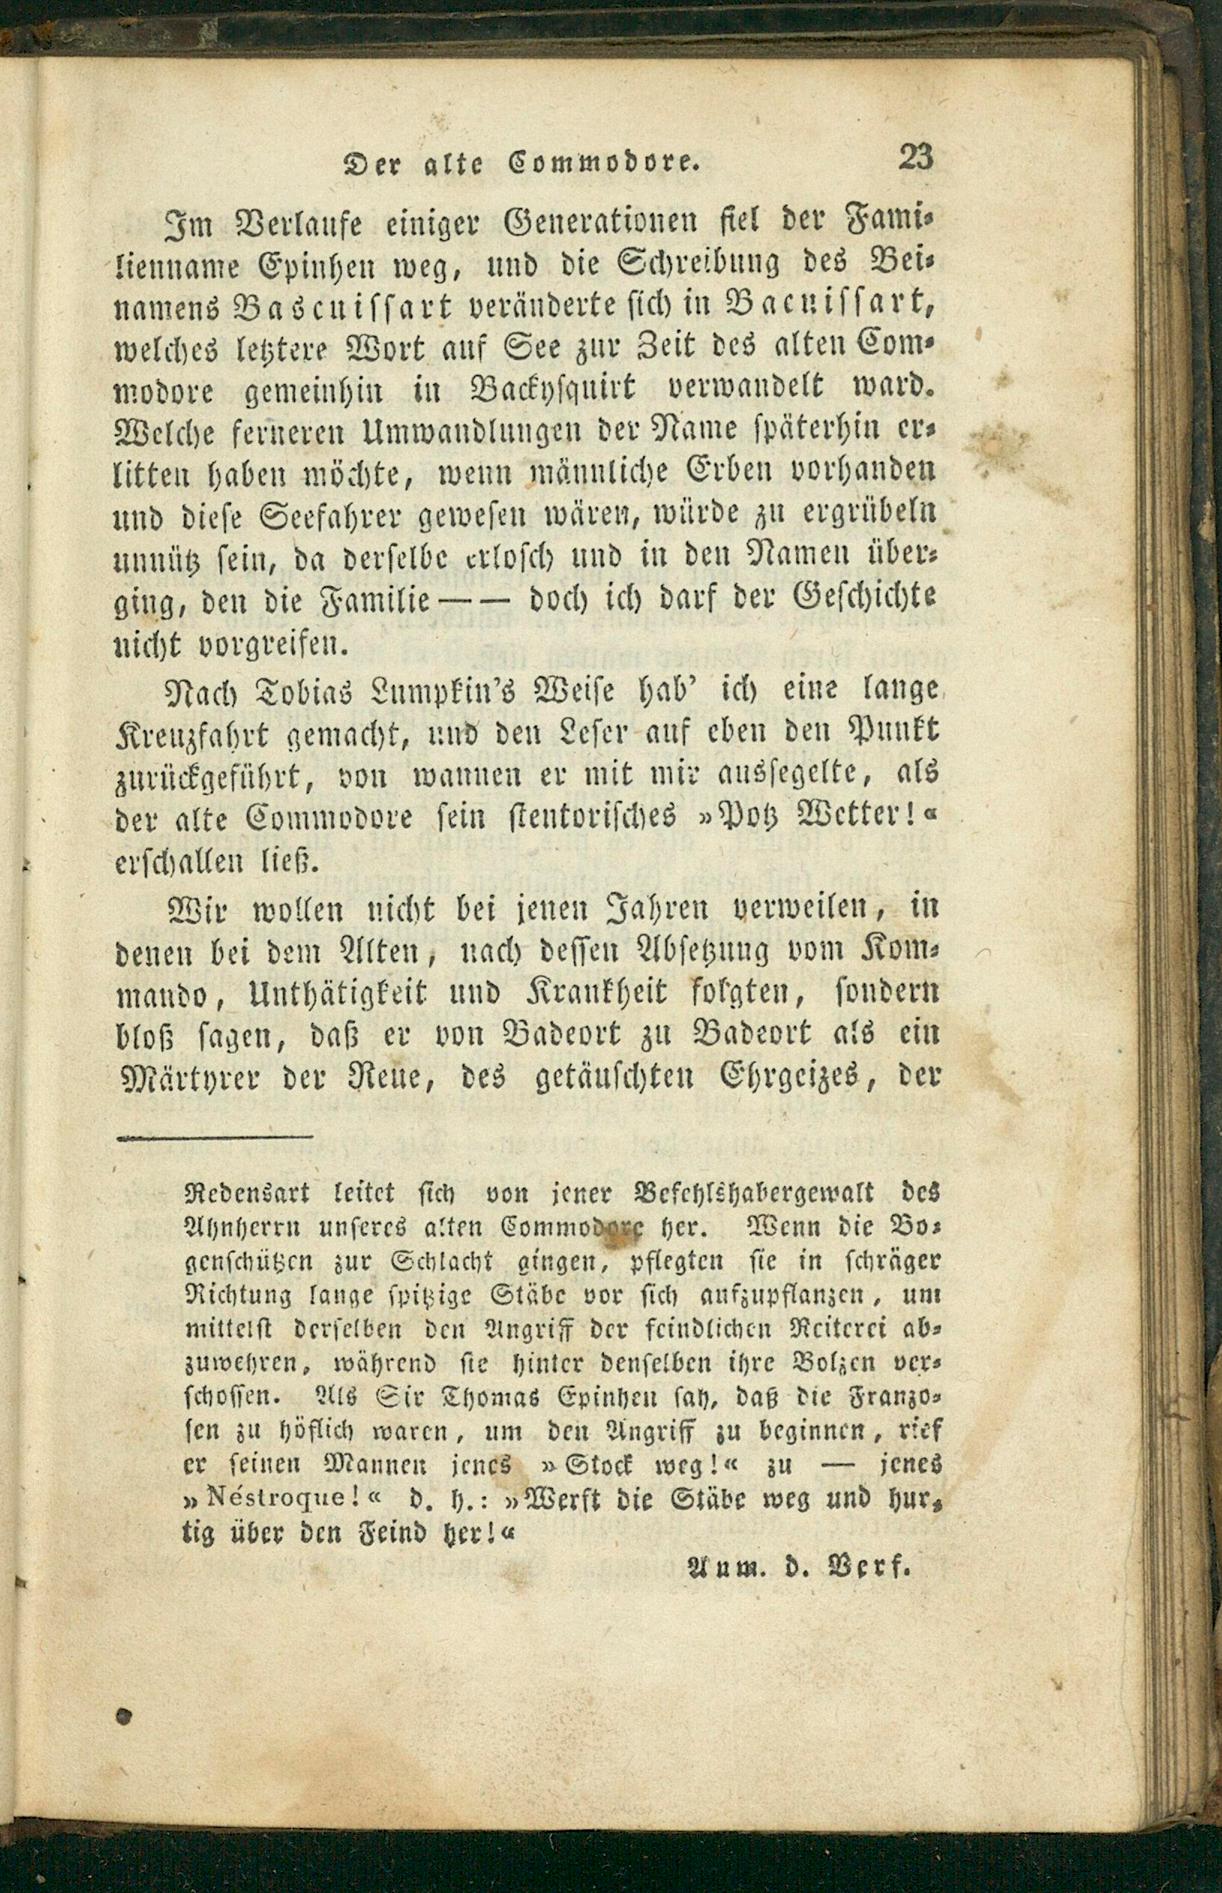 Der alte Commodore.
23
Im Verlaufe einiger Generationen fiel der Fami-
lienname Epinhen weg, und die Schreibung des Bei-
namens Bascuissart veränderte sich in Bacuissart,
welches letztere Wort auf See zur Zeit des alten Com-
modore gemeinhin in Backysquirt verwandelt ward.
Welche ferneren Umwandlungen der Name späterhin er-
litten haben möchte, wenn männliche Erben vorhanden
und diese Seefahrer gewesen wären, würde zu ergrübeln
unnütz sein, da derselbe erlosch und in den Namen über-
ging, den die Familie — — doch ich darf der Geschichte
nicht vorgreifen.
Nach Tobias Lumpkin's Weise hab' ich eine lange
Kreuzfahrt gemacht, und den Leser auf eben den Punkt
zurückgeführt, von wannen er mit mir aussegelte, als
der alte Commodore sein stentorisches »Potz Wetter!«
erschallen ließ.
Wir wollen nicht bei jenen Jahren verweilen, in
denen bei dem Alten, nach dessen Absetzung vom Kom-
mando, Unthätigkeit und Krankheit folgten, sondern
bloß sagen, daß er von Badeort zu Badeort als ein
Märtyrer der Reue, des getäuschten Ehrgeizes, der
Redensart leitet sich von jener Befehlshabergewalt des
Ahnherrn unseres alten Commodore her. Wenn die Bo-
genschützen zur Schlacht gingen, pflegten sie in schräger
Richtung lange spitzige Stäbe vor sich aufzupflanzen, um
mittelst derselben den Angriff der feindlichen Reiterei ab-
zuwehren, während sie hinter denselben ihre Bolzen ver-
schossen. Als Sir Thomas Epinhen sah, daß die Franzo-
sen zu höflich waren, um den Angriff zu beginnen, rief
er seinen Mannen jenes »Stock weg!« zu — jenes
»Néstroque!« d. h.: »Werft die Stäbe weg und hur-
tig über den Feind her!«
Anm. d. Verf.